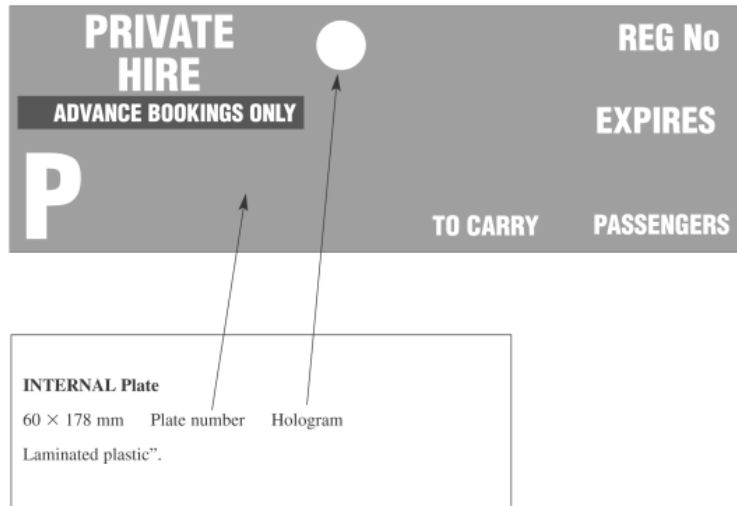 PRIVATE
HIRE
REG No
ADVANCE BOOKINGS ONLY
EXPIRES
P
TO CARRY PASSENGERS
INTERNAL Plate
60 × 178 mm Plate number Hologram
Laminated plastic”.